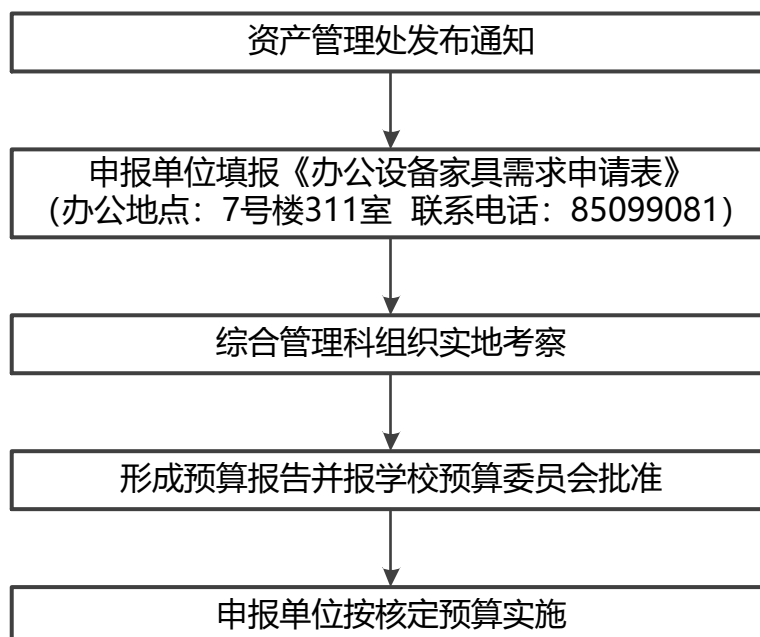 资产管理处发布通知
申报单位填报《办公设备家具需求申请表》
（办公地点：7号楼311室 联系电话：85099081）
综合管理科组织实地考察
形成预算报告并报学校预算委员会批准
申报单位按核定预算实施